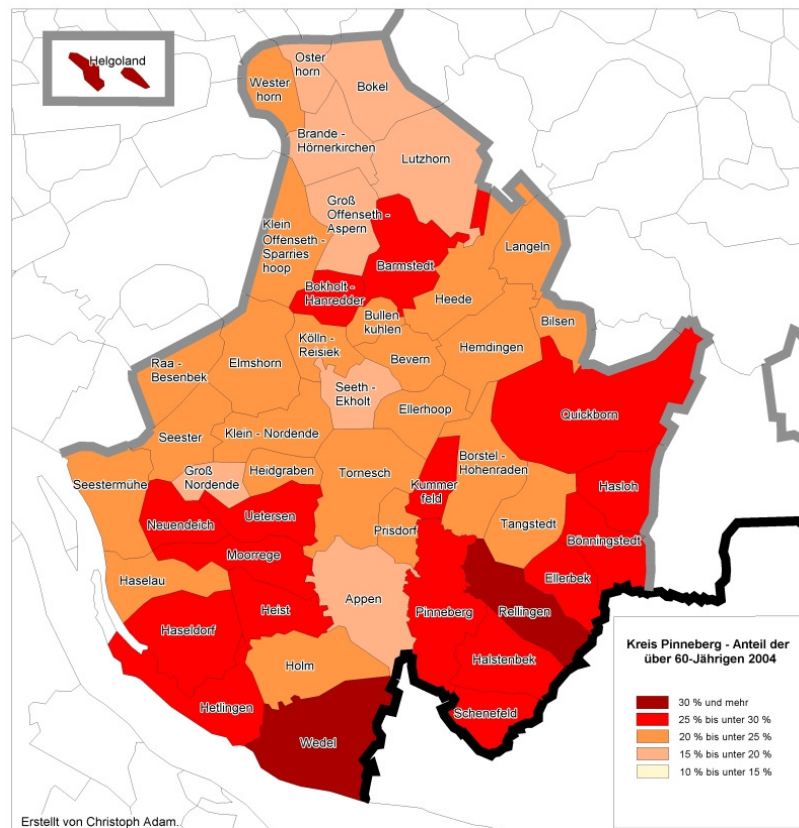 Helgoland
Oster
horn
Wester
horn
Bokel
Brande -
Hörnerkirchen
Lutzhorn
Groß
Offenseth -
Aspern
Klein
Offenseth -
Sparries
hoop
Langeln
Barmstedt
Bokholt -
Hanredder
Heede
Bullen
kuhlen
Bilsen
Kölln -
Reisiek
Hemdingen
Raa -
Besenbek
Elmshorn
Bevern
Seeth -
Ekholt
Ellerhoop
Quickborn
Seester
Klein - Nordende
Borstel -
Hohenraden
Seestermühe
Groß
Nordende
Heidgraben
Tornesch
Kummer
feld
Hasloh
Neuendeich
Uetersen
Prisdorf
Tangstedt
Bönningstedt
Moorrege
Haselau
Ellerbek
Appen
Heist
Pinneberg
Rellingen
Haseldorf
Holm
Halstenbek
Hetlingen
Schenefeld
Wedel
Kreis Pinneberg - Anteil der
über 60-Jährigen 2004
30 % und mehr
25 % bis unter 30 %
20 % bis unter 25 %
15 % bis unter 20 %
10 % bis unter 15 %
Erstellt von Christoph Adam.